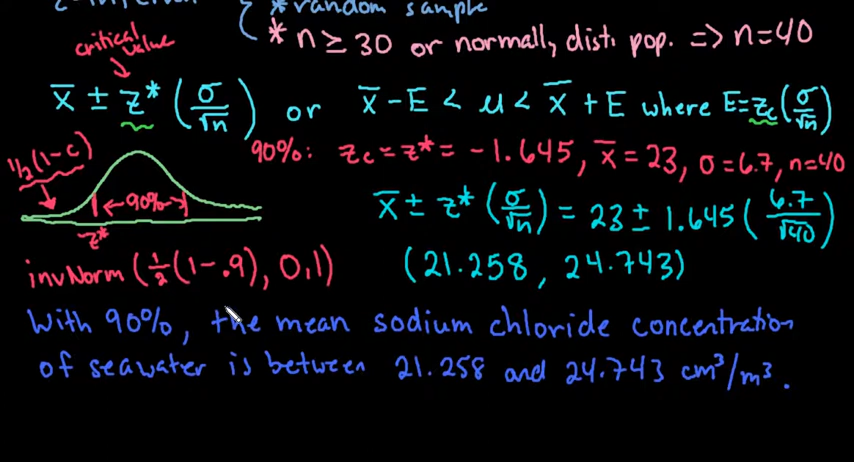 z-interval { *random sample
* n ≥ 30 or normally dist. pop. => n=40
critical value
x̄ ± z* (σ/√n) or x̄ - E < μ < x̄ + E where E = z_c (σ/√n)
½(1-c)
90%: z_c = z* = -1.645, x̄ = 23, σ = 6.7, n=40
←90%→
z*
x̄ ± z* (σ/√n) = 23 ± 1.645 (6.7/√40)
invNorm (½(1-.9), 0,1)
(21.258, 24.743)
With 90%, the mean sodium chloride concentration
of seawater is between 21.258 and 24.743 cm³/m³.